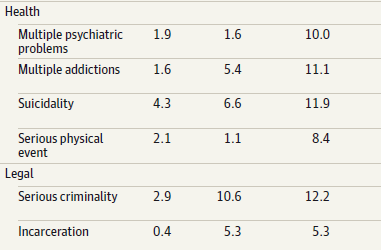 Health
Multiple psychiatric 1.9 1.6 10.0
problems
Multiple addictions 1.6 5.4 11.1
Suicidality 4.3 6.6 11.9
Serious physical 2.1 1.1 8.4
event
Legal
Serious criminality 2.9 10.6 12.2
Incarceration 0.4 5.3 5.3